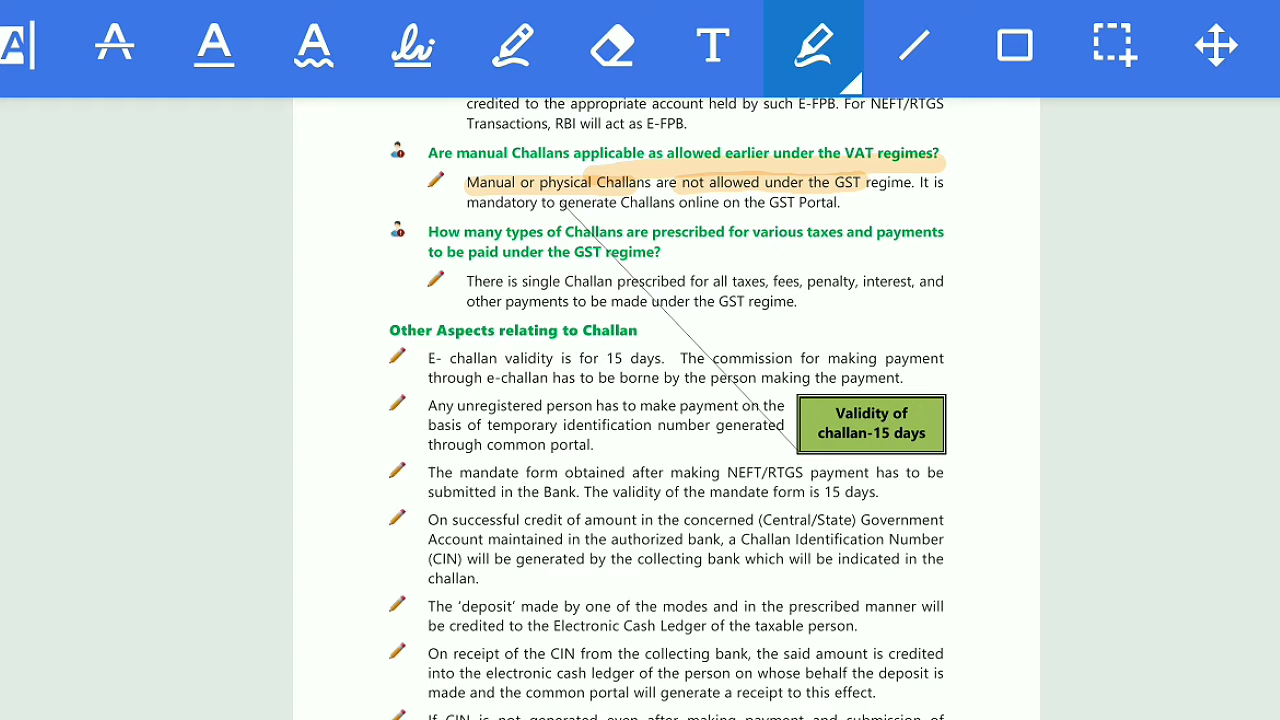 credited to the appropriate account held by such E-FPB. For NEFT/RTGS
Transactions, RBI will act as E-FPB.
Are manual Challans applicable as allowed earlier under the VAT regimes?
Manual or physical Challans are not allowed under the GST regime. It is
mandatory to generate Challans online on the GST Portal.
How many types of Challans are prescribed for various taxes and payments
to be paid under the GST regime?
There is single Challan prescribed for all taxes, fees, penalty, interest, and
other payments to be made under the GST regime.
Other Aspects relating to Challan
E- challan validity is for 15 days. The commission for making payment
through e-challan has to be borne by the person making the payment.
Any unregistered person has to make payment on the
basis of temporary identification number generated
through common portal.
Validity of
challan-15 days
The mandate form obtained after making NEFT/RTGS payment has to be
submitted in the Bank. The validity of the mandate form is 15 days.
On successful credit of amount in the concerned (Central/State) Government
Account maintained in the authorized bank, a Challan Identification Number
(CIN) will be generated by the collecting bank which will be indicated in the
challan.
The ‘deposit’ made by one of the modes and in the prescribed manner will
be credited to the Electronic Cash Ledger of the taxable person.
On receipt of the CIN from the collecting bank, the said amount is credited
into the electronic cash ledger of the person on whose behalf the deposit is
made and the common portal will generate a receipt to this effect.
If CIN is not generated even after making payment and submission of